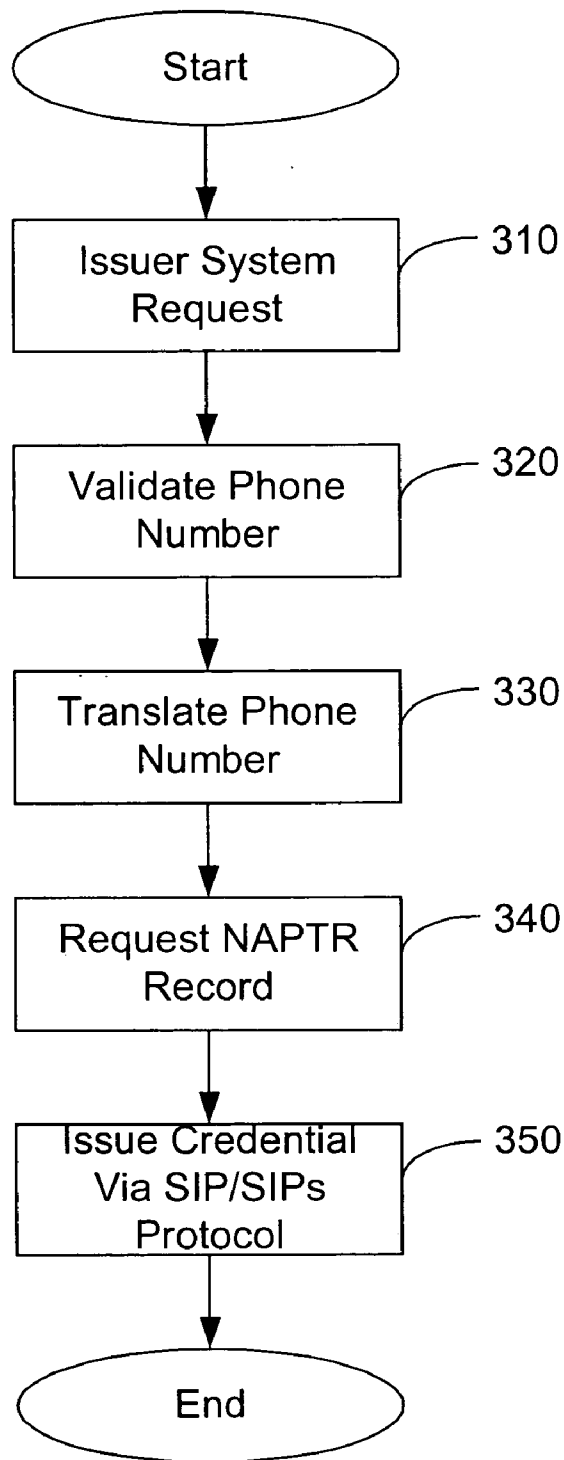 Start
Issuer System
Request
310
Validate Phone
Number
320
Translate Phone
Number
330
Request NAPTR
Record
340
Issue Credential
Via SIP/SIPs
Protocol
350
End